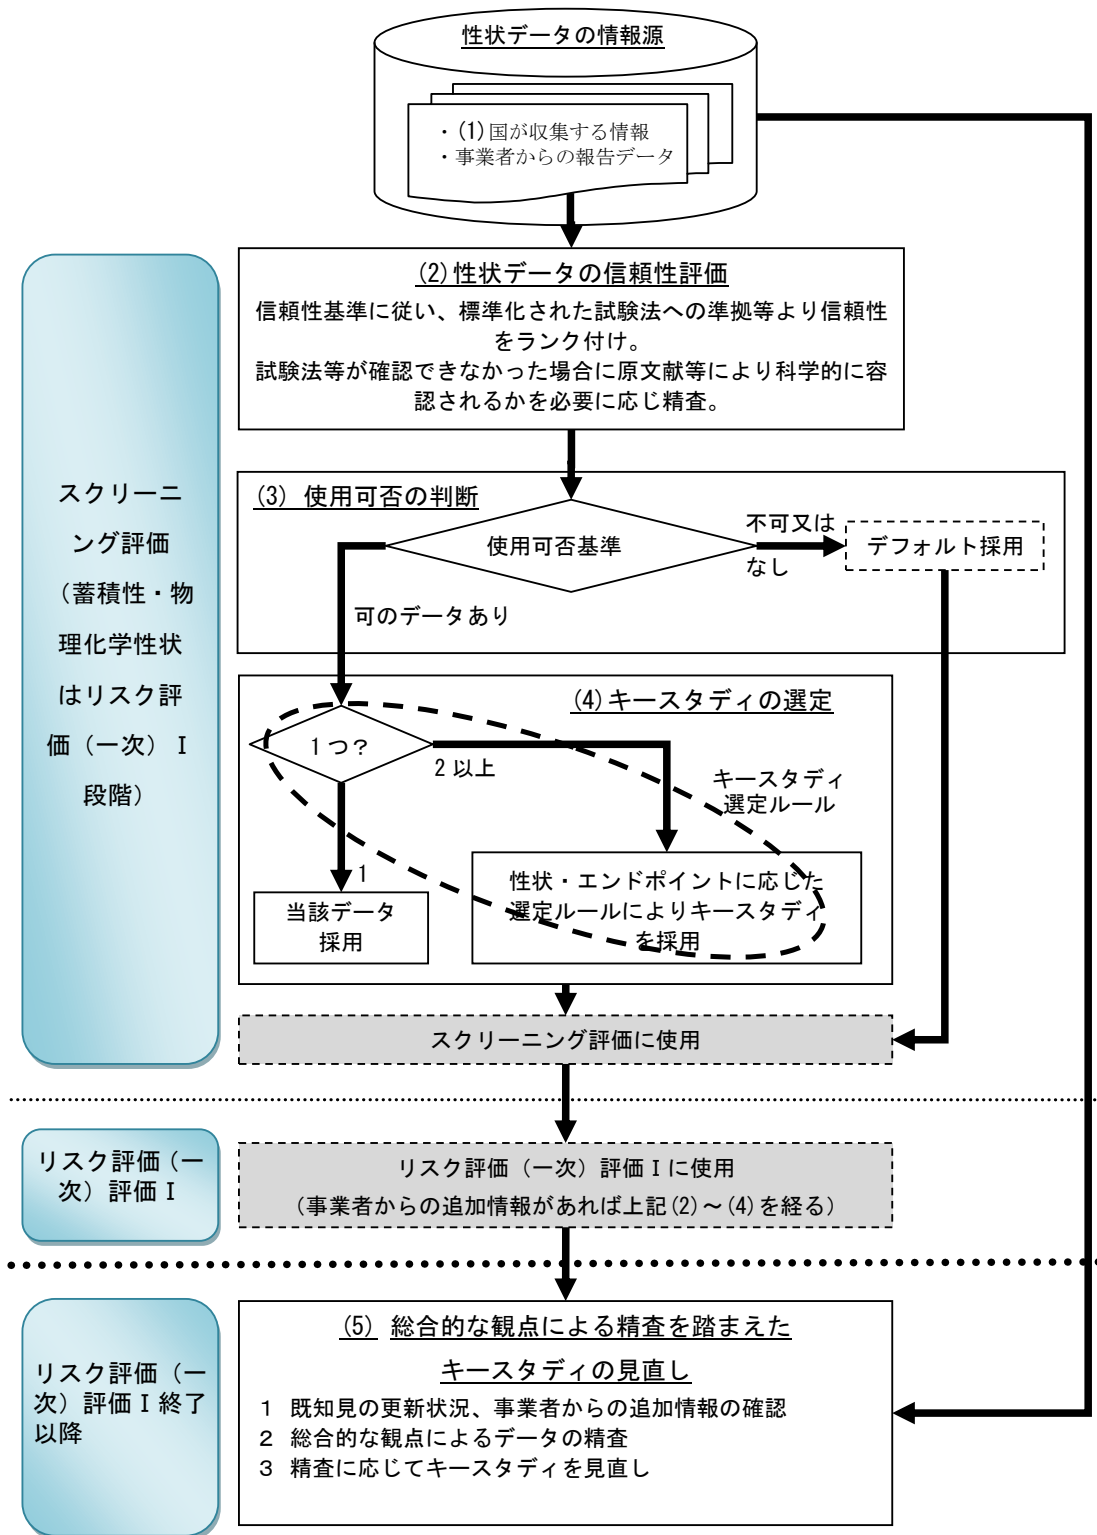 性状データの情報源
・(1)国が収集する情報
・事業者からの報告データ
(2)性状データの信頼性評価
信頼性基準に従い、標準化された試験法への準拠等より信頼性
をランク付け。
試験法等が確認できなかった場合に原文献等により科学的に容
認されるかを必要に応じ精査。
スクリーニ
ング評価
（蓄積性・物
理化学性状
はリスク評
価（一次）Ⅰ
段階）
(3) 使用可否の判断
使用可否基準
不可又は
なし
デフォルト採用
可のデータあり
(4)キースタディの選定
1つ？
2以上
キースタディ
選定ルール
1
当該データ
採用
性状・エンドポイントに応じた
選定ルールによりキースタディ
を採用
スクリーニング評価に使用
リスク評価（一
次）評価Ⅰ
リスク評価（一次）評価Ⅰに使用
（事業者からの追加情報があれば上記(2)～(4)を経る）
リスク評価（一
次）評価Ⅰ終了
以降
(5) 総合的な観点による精査を踏まえた
キースタディの見直し
1 既知見の更新状況、事業者からの追加情報の確認
2 総合的な観点によるデータの精査
3 精査に応じてキースタディを見直し